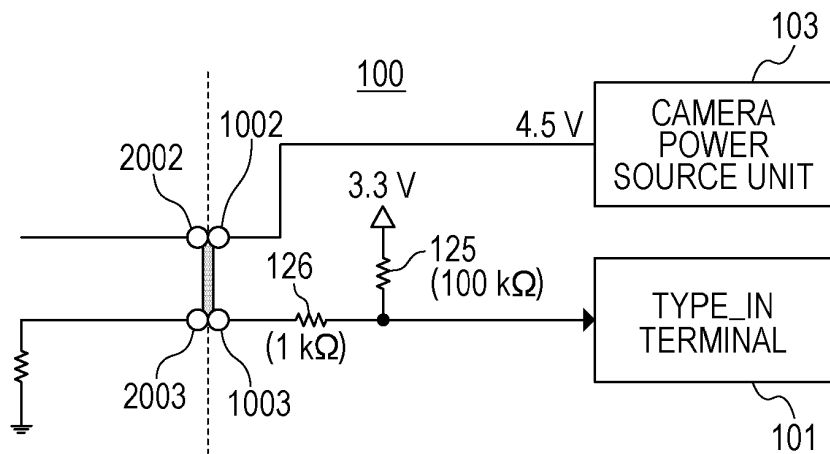 103
100
CAMERA
POWER
SOURCE UNIT
4.5 V
1002
2002
3.3 V
125
(100 kΩ)
126
(1 kΩ)
TYPE_IN
TERMINAL
2003
1003
101